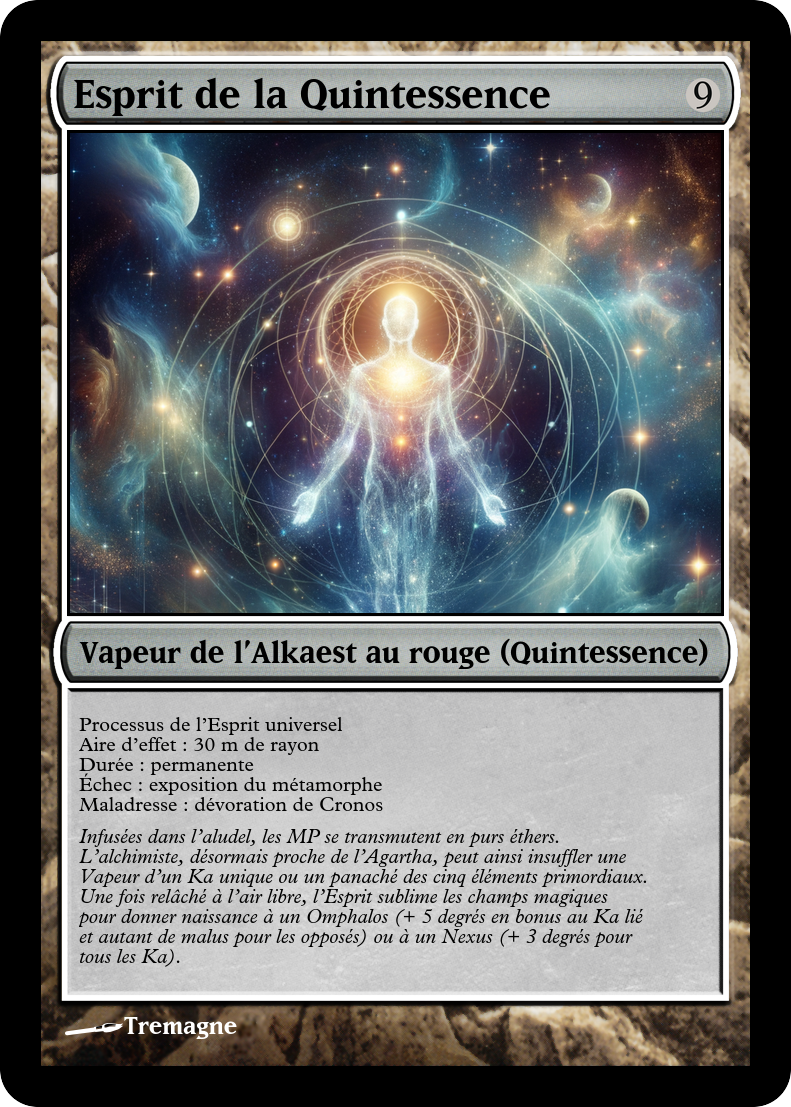 Esprit de la Quintessence
9
Vapeur de l'Alkaest au rouge (Quintessence)
Processus de l'Esprit universel
Aire d'effet : 30 m de rayon
Durée : permanente
Échec : exposition du métamorphe
Maladresse : dévoration de Cronos
Infusées dans l'aludel, les MP se transmutent en purs éthers.
L'alchimiste, désormais proche de l'Agartha, peut ainsi insuffler une
Vapeur d'un Ka unique ou un panaché des cinq éléments primordiaux.
Une fois relâché à l'air libre, l'Esprit sublime les champs magiques
pour donner naissance à un Omphalos (+ 5 degrés en bonus au Ka lié
et autant de malus pour les opposés) ou à un Nexus (+ 3 degrés pour
tous les Ka).
Tremagne